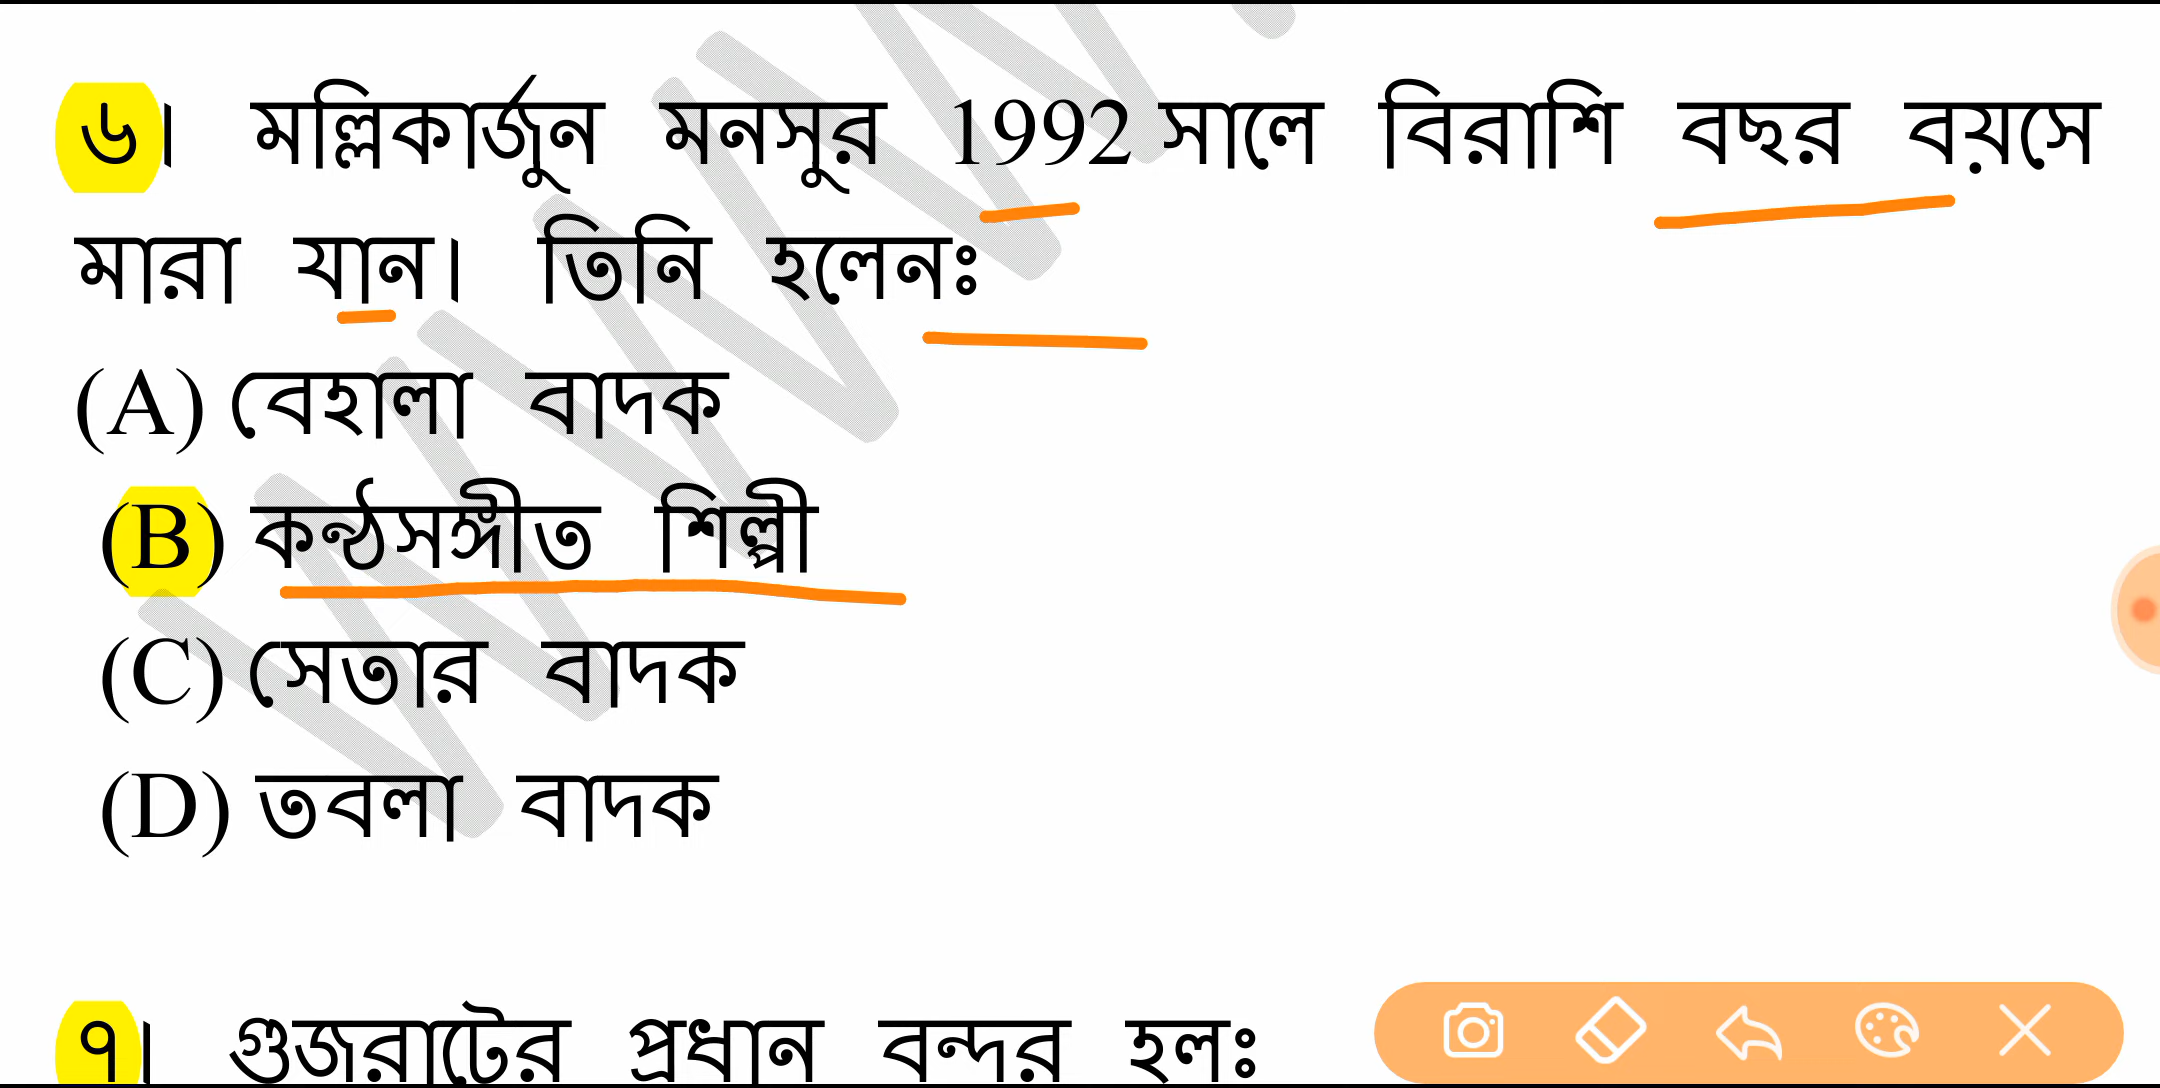 ৬। মল্লিকার্জুন মনসুর 1992 সালে বিরাশি বছর বয়সে
মারা যান। তিনি হলেনঃ
(A) বেহালা বাদক
(B) কন্ঠসঙ্গীত শিল্পী
(C) সেতার বাদক
(D) তবলা বাদক
৭। গুজরাটের প্রধান বন্দর হলঃ